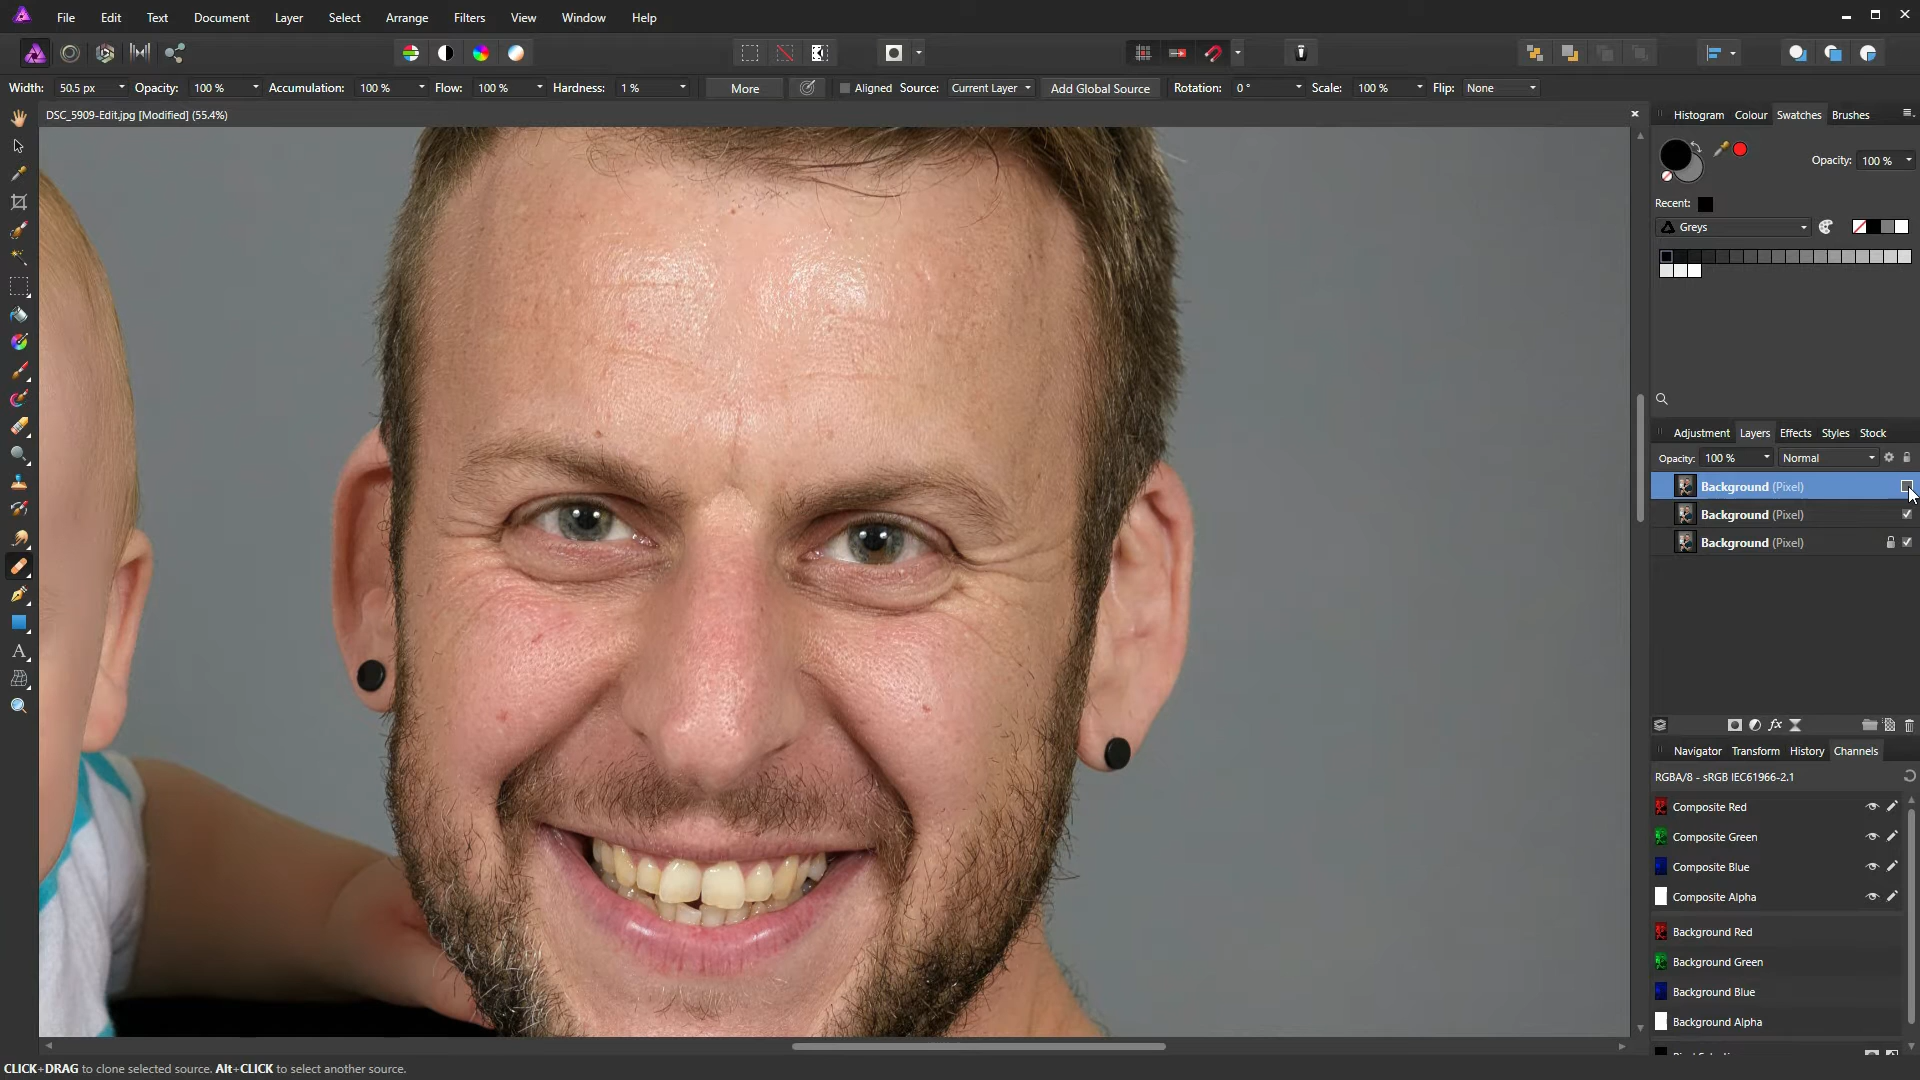 File Edit Text Document Layer Select Arrange Filters View Window Help
Width: 50.5 px Opacity: 100 % Accumulation: 100 % Flow: 100 % Hardness: 1 % More Aligned Source: Current Layer Add Global Source Rotation: 0 ° Scale: 100 % Flip: None
DSC_5909-Edit.jpg [Modified] (55.4%)
Histogram Colour Swatches Brushes
Opacity: 100 %
Recent:
Greys
Adjustment Layers Effects Styles Stock
Opacity: 100 % Normal
Background (Pixel)
Background (Pixel)
Background (Pixel)
Navigator Transform History Channels
RGBA/8 - sRGB IEC61966-2.1
Composite Red
Composite Green
Composite Blue
Composite Alpha
Background Red
Background Green
Background Blue
Background Alpha
CLICK+DRAG to clone selected source. Alt+CLICK to select another source.